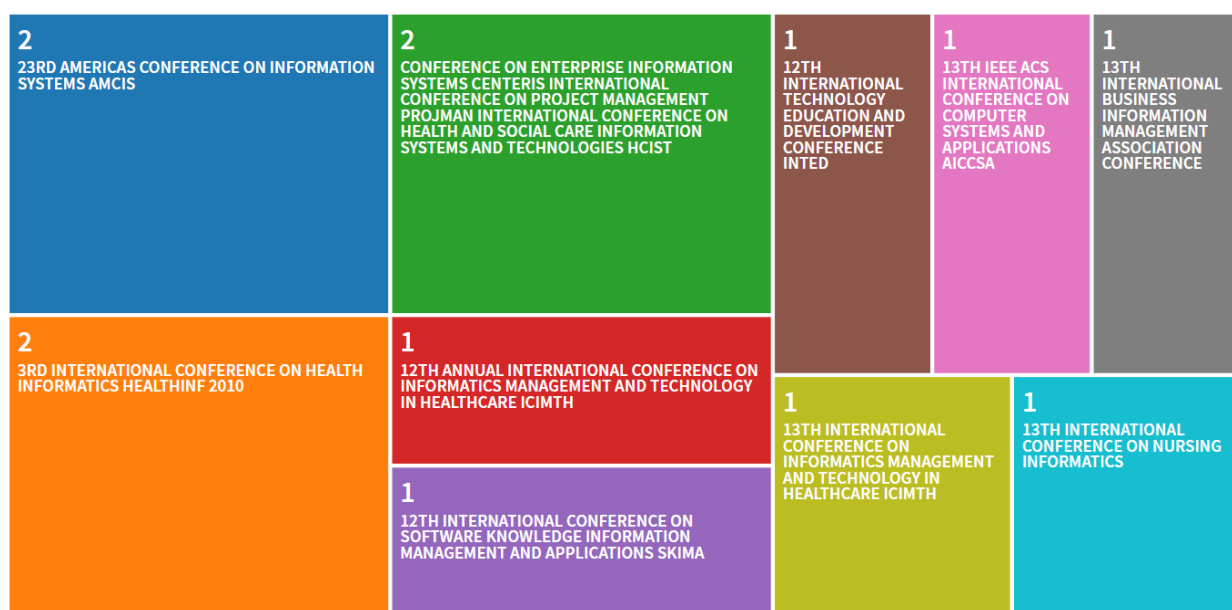 2
23RD AMERICAS CONFERENCE ON INFORMATION
SYSTEMS AMCIS
2
CONFERENCE ON ENTERPRISE INFORMATION
SYSTEMS CENTERIS INTERNATIONAL
CONFERENCE ON PROJECT MANAGEMENT
PROJMAN INTERNATIONAL CONFERENCE ON
HEALTH AND SOCIAL CARE INFORMATION
SYSTEMS AND TECHNOLOGIES HCIST
1
12TH
INTERNATIONAL
TECHNOLOGY
EDUCATION AND
DEVELOPMENT
CONFERENCE
INTED
1
13TH IEEE ACS
INTERNATIONAL
CONFERENCE ON
COMPUTER
SYSTEMS AND
APPLICATIONS
AICCSA
1
13TH
INTERNATIONAL
BUSINESS
INFORMATION
MANAGEMENT
ASSOCIATION
CONFERENCE
2
3RD INTERNATIONAL CONFERENCE ON HEALTH
INFORMATICS HEALTHINF 2010
1
12TH ANNUAL INTERNATIONAL CONFERENCE ON
INFORMATICS MANAGEMENT AND TECHNOLOGY
IN HEALTHCARE ICIMTH
1
12TH INTERNATIONAL CONFERENCE ON
SOFTWARE KNOWLEDGE INFORMATION
MANAGEMENT AND APPLICATIONS SKIMA
1
13TH INTERNATIONAL
CONFERENCE ON
INFORMATICS MANAGEMENT
AND TECHNOLOGY IN
HEALTHCARE ICIMTH
1
13TH INTERNATIONAL
CONFERENCE ON NURSING
INFORMATICS